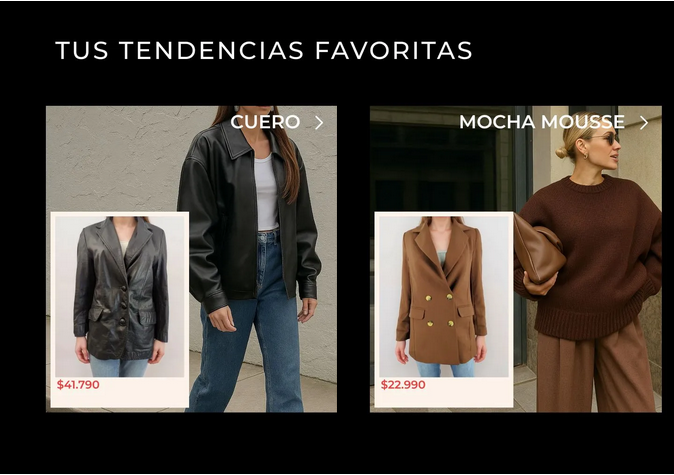 TUS TENDENCIAS FAVORITAS
CUERO
MOCHA MOUSSE
$41.790
$22.990